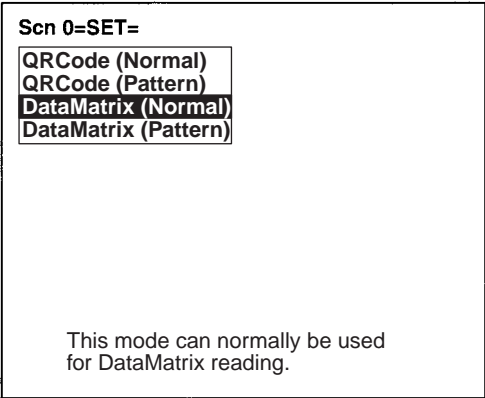 Scn 0=SET=
QRCode (Normal)
QRCode (Pattern)
DataMatrix (Normal)
DataMatrix (Pattern)
This mode can normally be used
for DataMatrix reading.